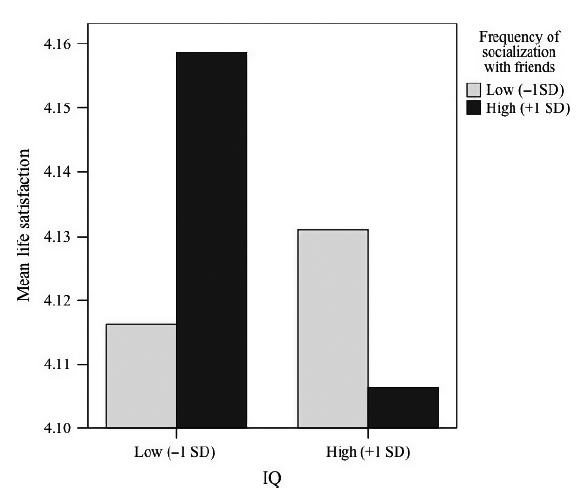 Frequency of
socialization
with friends
Low (−1SD)
High (+1 SD)
Mean life satisfaction
4.16
4.15
4.14
4.13
4.12
4.11
4.10
Low (−1 SD)
High (+1 SD)
IQ